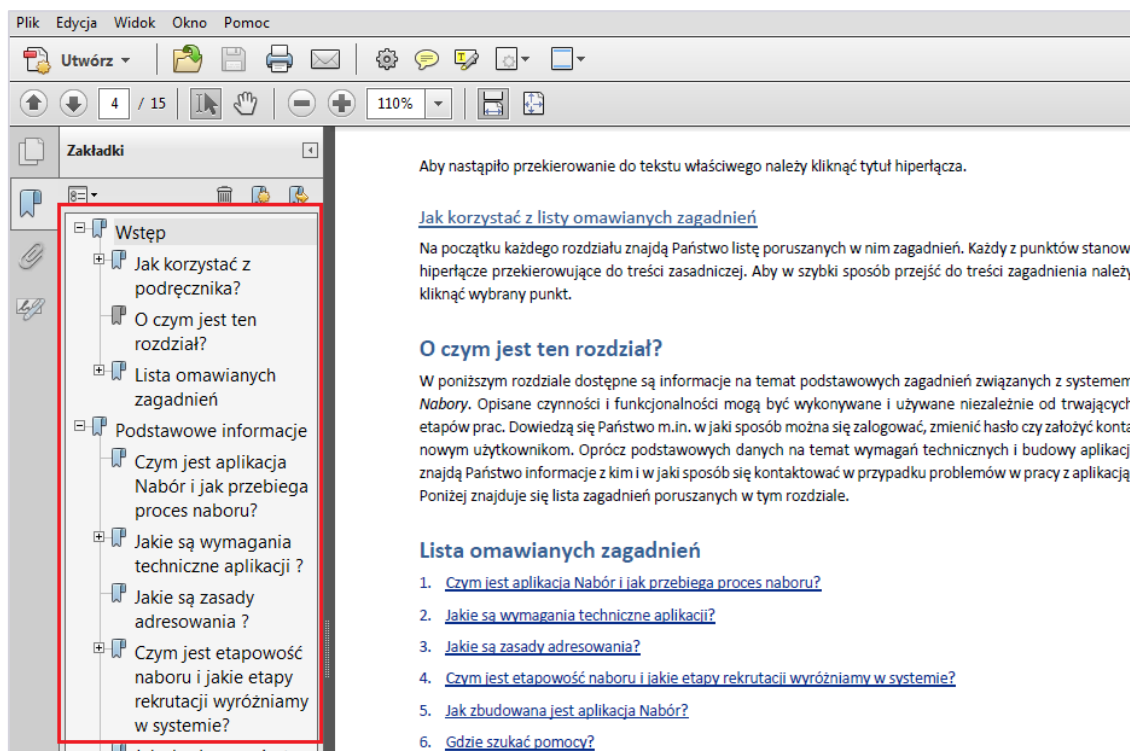 Plik Edycja Widok Okno Pomoc
Utwórz
4 / 15 110%
Zakładki
Wstęp
Jak korzystać z
podręcznika?
O czym jest ten
rozdział?
Lista omawianych
zagadnień
Podstawowe informacje
Czym jest aplikacja
Nabór i jak przebiega
proces naboru?
Jakie są wymagania
techniczne aplikacji ?
Jakie są zasady
adresowania ?
Czym jest etapowość
naboru i jakie etapy
rekrutacji wyróżniamy
w systemie?
Aby nastąpiło przekierowanie do tekstu właściwego należy kliknąć tytuł hiperłącza.
Jak korzystać z listy omawianych zagadnień
Na początku każdego rozdziału znajdą Państwo listę poruszanych w nim zagadnień. Każdy z punktów stanow
hiperłącze przekierowujące do treści zasadniczej. Aby w szybki sposób przejść do treści zagadnienia należy
kliknąć wybrany punkt.
O czym jest ten rozdział?
W poniższym rozdziale dostępne są informacje na temat podstawowych zagadnień związanych z systemem
Nabory. Opisane czynności i funkcjonalności mogą być wykonywane i używane niezależnie od trwających
etapów prac. Dowiedzą się Państwo m.in. w jaki sposób można się zalogować, zmienić hasło czy założyć konta
nowym użytkownikom. Oprócz podstawowych danych na temat wymagań technicznych i budowy aplikacj
znajdą Państwo informacje z kim i w jaki sposób się kontaktować w przypadku problemów w pracy z aplikacją
Poniżej znajduje się lista zagadnień poruszanych w tym rozdziale.
Lista omawianych zagadnień
1. Czym jest aplikacja Nabór i jak przebiega proces naboru?
2. Jakie są wymagania techniczne aplikacji?
3. Jakie są zasady adresowania?
4. Czym jest etapowość naboru i jakie etapy rekrutacji wyróżniamy w systemie?
5. Jak zbudowana jest aplikacja Nabór?
6. Gdzie szukać pomocy?